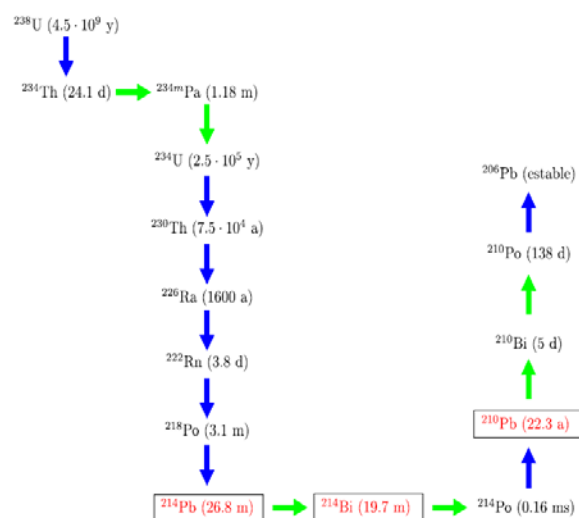 ²³⁸U (4.5 · 10⁹ y)
²³⁴Th (24.1 d)
²³⁴ᵐPa (1.18 m)
²³⁴U (2.5 · 10⁵ y)
²³⁰Th (7.5 · 10⁴ a)
²²⁶Ra (1600 a)
²²²Rn (3.8 d)
²¹⁸Po (3.1 m)
²¹⁴Pb (26.8 m)
²¹⁴Bi (19.7 m)
²¹⁴Po (0.16 ms)
²¹⁰Pb (22.3 a)
²¹⁰Bi (5 d)
²¹⁰Po (138 d)
²⁰⁶Pb (estable)